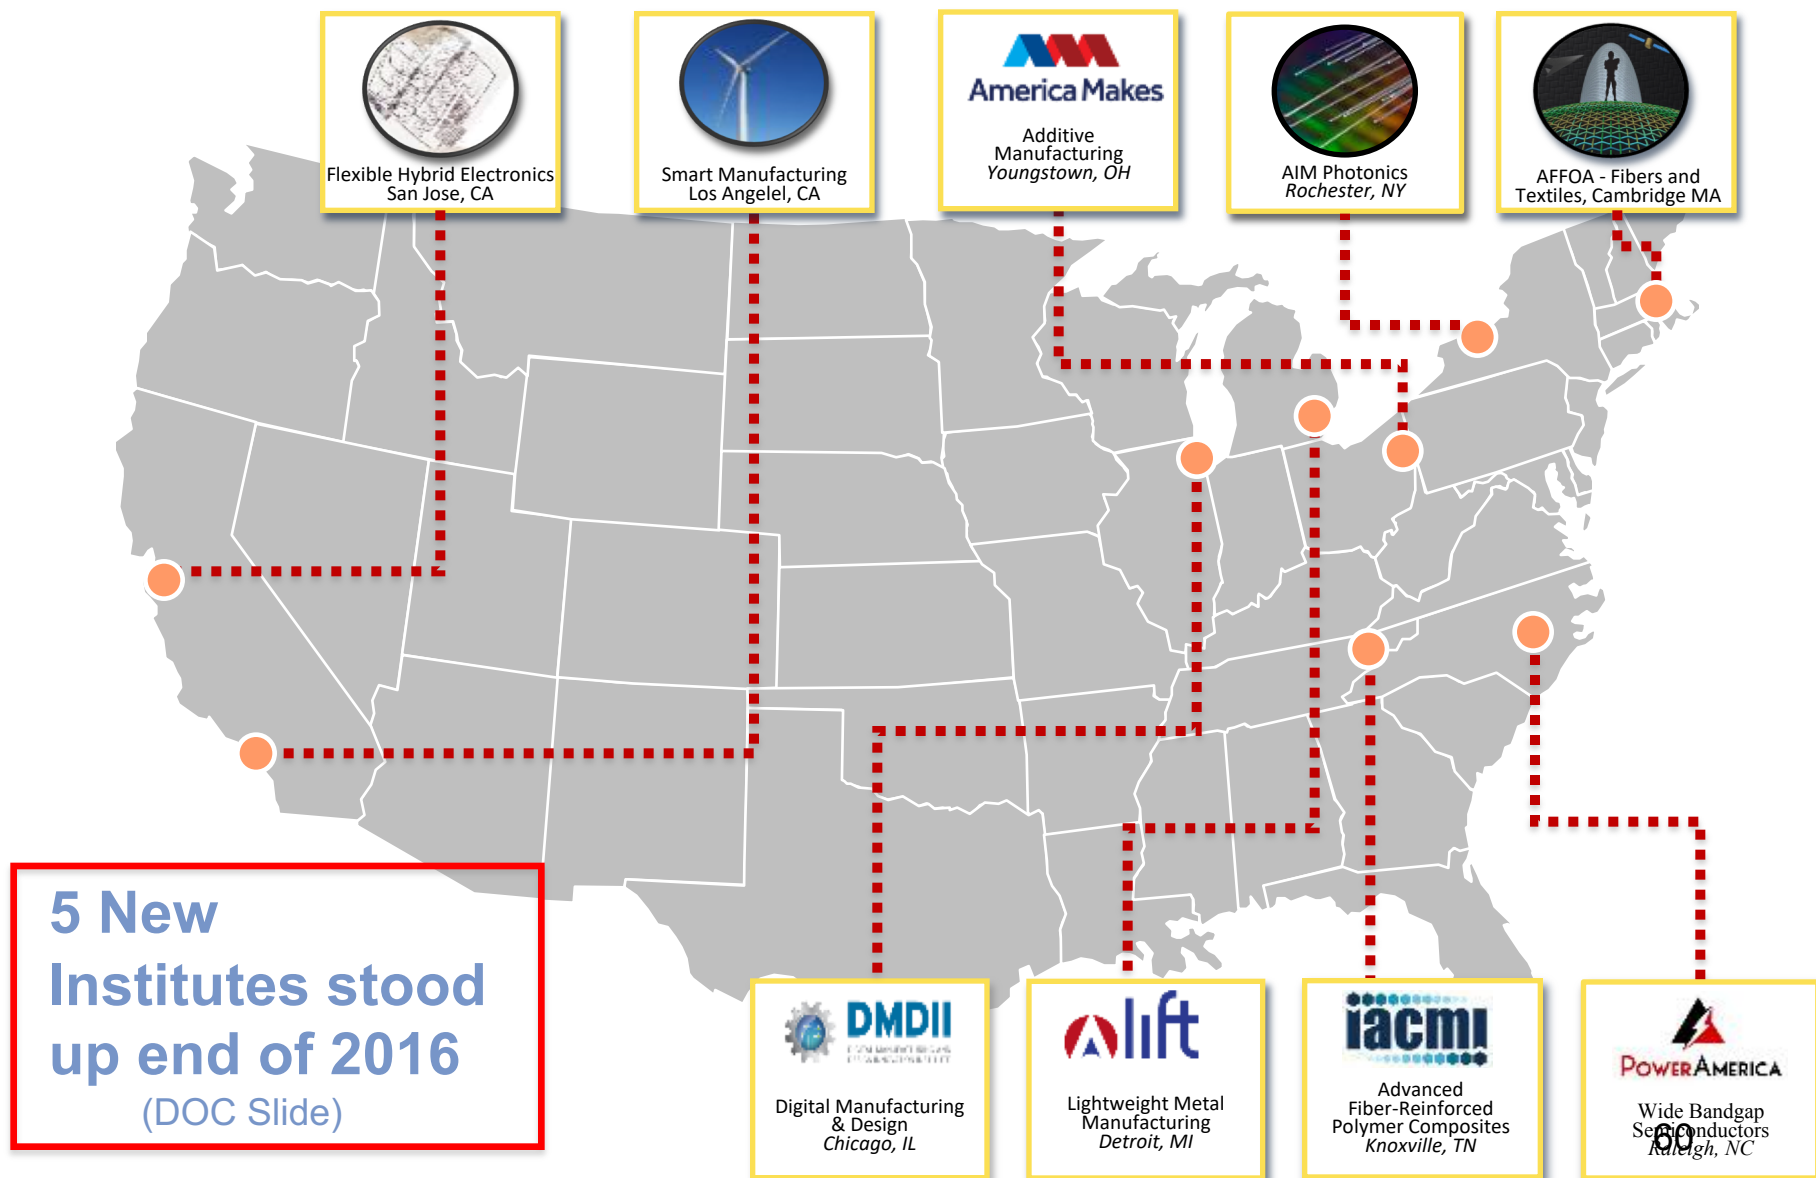 Flexible Hybrid Electronics
San Jose, CA
Smart Manufacturing
Los Angelel, CA
America Makes
Additive
Manufacturing
Youngstown, OH
AIM Photonics
Rochester, NY
AFFOA - Fibers and
Textiles, Cambridge MA
5 New
Institutes stood
up end of 2016
(DOC Slide)
DMDII
Digital Manufacturing
& Design
Chicago, IL
lift
Lightweight Metal
Manufacturing
Detroit, MI
iacmi
Advanced
Fiber-Reinforced
Polymer Composites
Knoxville, TN
POWERAMERICA
Wide Bandgap
Semiconductors
Raleigh, NC
60